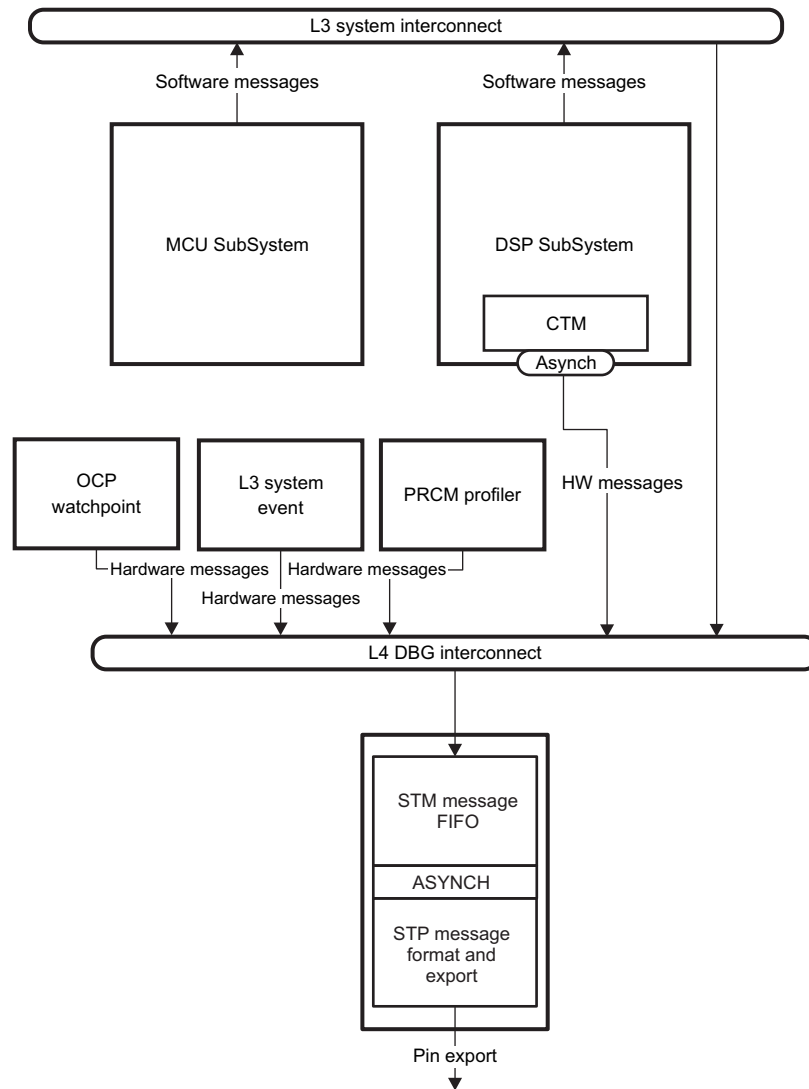 L3 system interconnect
Software messages
Software messages
MCU SubSystem
DSP SubSystem
CTM
Asynch
OCP
watchpoint
L3 system
event
PRCM profiler
HW messages
Hardware messages
Hardware messages
Hardware messages
L4 DBG interconnect
STM message
FIFO
ASYNCH
STP message
format and
export
Pin export